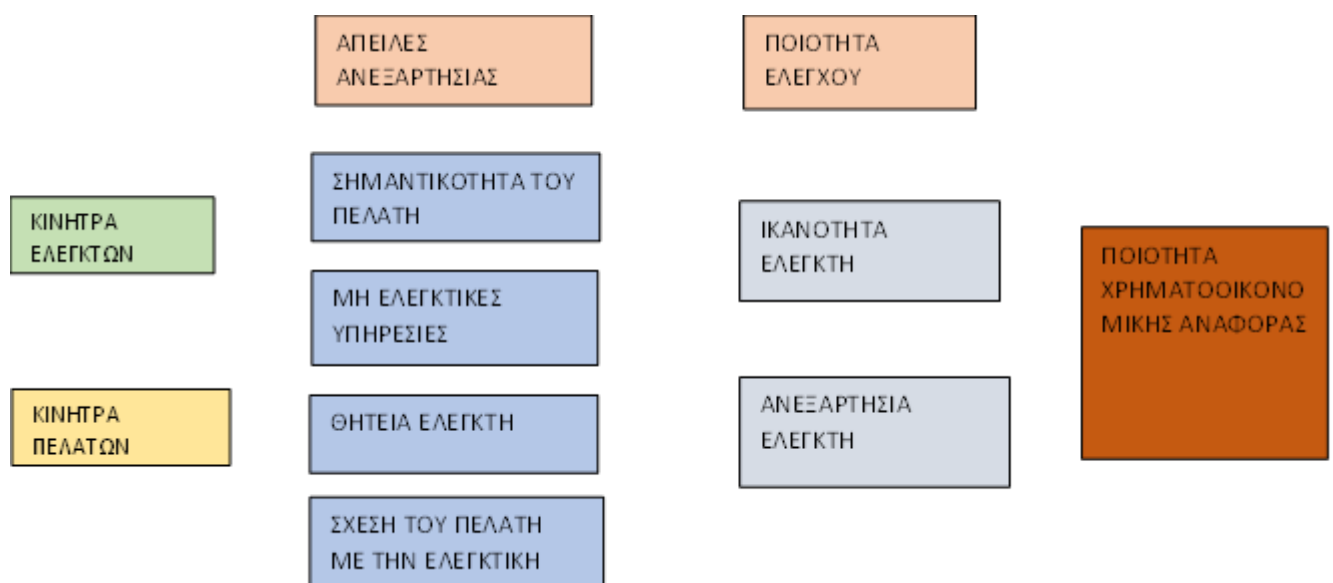 ΑΠΕΙΛΕΣ
ΑΝΕΞΑΡΤΗΣΙΑΣ
ΠΟΙΟΤΗΤΑ
ΕΛΕΓΧΟΥ
ΚΙΝΗΤΡΑ
ΕΛΕΓΚΤΩΝ
ΚΙΝΗΤΡΑ
ΠΕΛΑΤΩΝ
ΣΗΜΑΝΤΙΚΟΤΗΤΑ ΤΟΥ
ΠΕΛΑΤΗ
ΜΗ ΕΛΕΓΚΤΙΚΕΣ
ΥΠΗΡΕΣΙΕΣ
ΘΗΤΕΙΑ ΕΛΕΓΚΤΗ
ΣΧΕΣΗ ΤΟΥ ΠΕΛΑΤΗ
ΜΕ ΤΗΝ ΕΛΕΓΚΤΙΚΗ
ΙΚΑΝΟΤΗΤΑ
ΕΛΕΓΚΤΗ
ΑΝΕΞΑΡΤΗΣΙΑ
ΕΛΕΓΚΤΗ
ΠΟΙΟΤΗΤΑ
ΧΡΗΜΑΤΟΟΙΚΟΝΟ
ΜΙΚΗΣ ΑΝΑΦΟΡΑΣ